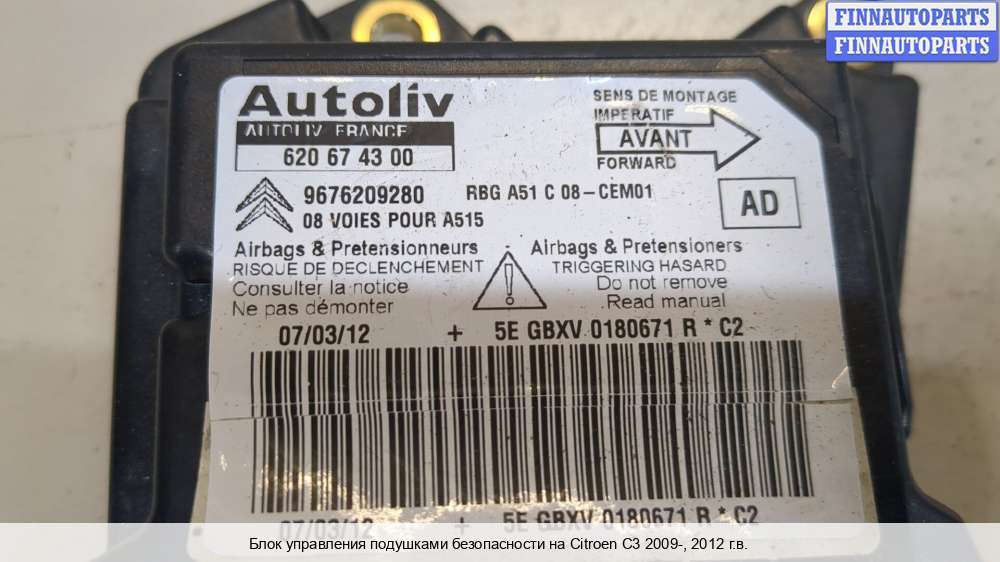 FINNAUTOPARTS
FINNAUTOPARTS
Autoliv
AUTOLIV FRANCE
620 67 43 00
SENS DE MONTAGE
IMPERATIF
AVANT
FORWARD
9676209280
RBG A51 C 08-CEM01
08 VOIES POUR A515
AD
Airbags & Pretensionneurs
RISQUE DE DECLENCHEMENT
Consulter la notice
Ne pas démonter
Airbags & Pretensioners
TRIGGERING HASARD
Do not remove
Read manual
07/03/12 + 5E GBXV 0180671 R * C2
07/03/12 + 5E GBXV 0180671 R * C2
Блок управления подушками безопасности на Citroen C3 2009-, 2012 г.в.